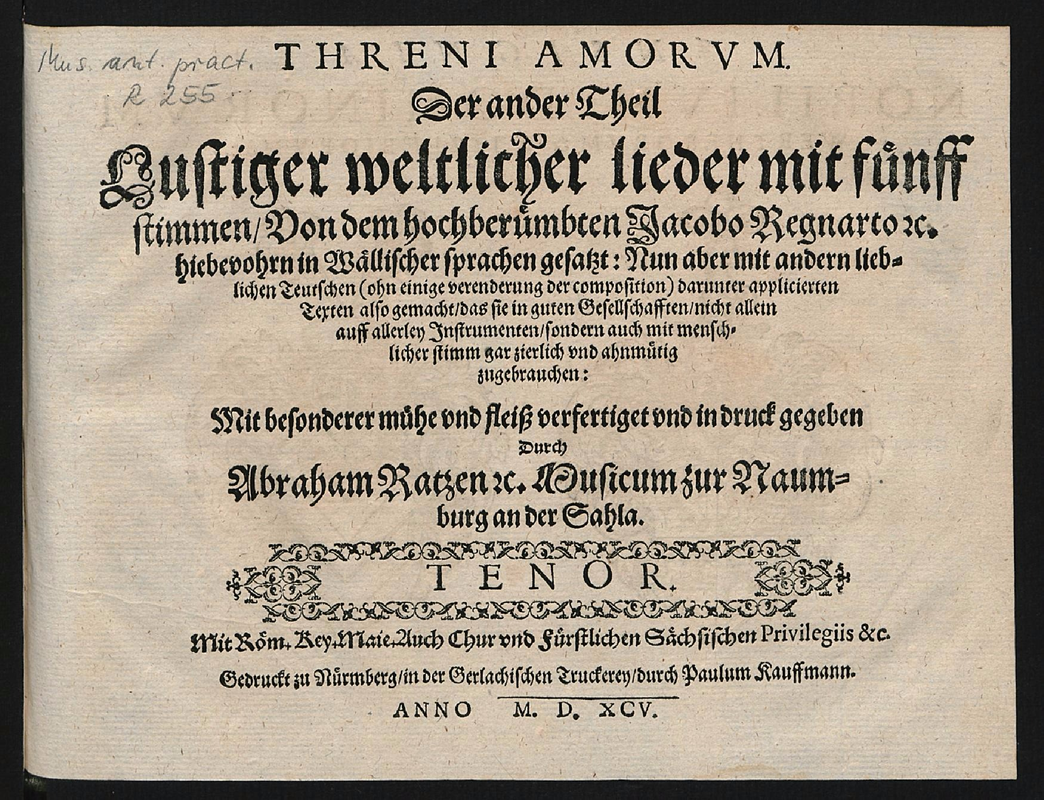 Mus. ant. pract.
R 255
THRENI AMORVM.
Der ander Theil
Lustiger weltlicher lieder mit fünff
stimmen/ Von dem hochberümbten Jacobo Regnarto ꝛc.
hiebevohrn in Wällischer sprachen gesatzt: Nun aber mit andern lieb-
lichen Teutschen (ohn einige verenderung der composition) darunter applicierten
Texten also gemacht/das sie in guten Gesellschafften/nicht allein
auff allerley Instrumenten/sondern auch mit mensch-
licher stimm gar zierlich vnd ahnmütig
zugebrauchen:
Mit besonderer mühe vnd fleiß verfertiget vnd in druck gegeben
Durch
Abraham Ratzen ꝛc. Musicum zur Naum-
burg an der Sahla.
TENOR.
Mit Röm. Key. Maie. Auch Chur vnd Fürstlichen Sächsischen Privilegiis &c.
Gedruckt zu Nürmberg/in der Gerlachischen Truckerey/durch Paulum Kauffmann.
ANNO M. D. XCV.